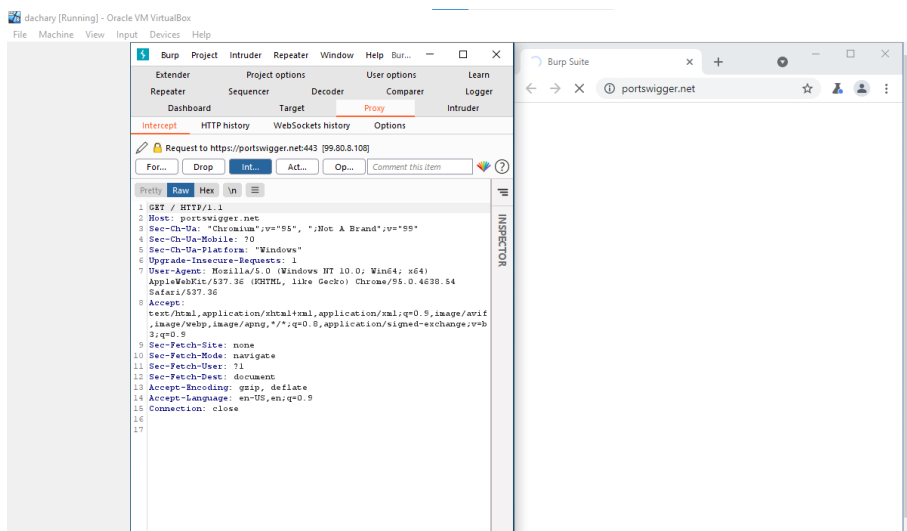 dachary [Running] - Oracle VM VirtualBox
File Machine View Input Devices Help
Burp Project Intruder Repeater Window Help Bur...
Extender Project options User options Learn
Repeater Sequencer Decoder Comparer Logger
Dashboard Target Proxy Intruder
Intercept HTTP history WebSockets history Options
Request to https://portswigger.net:443 [99.80.8.108]
For... Drop Int... Act... Op... Comment this item ?
Pretty Raw Hex \n
INSPECTOR
1 GET / HTTP/1.1
2 Host: portswigger.net
3 Sec-Ch-Ua: "Chromium";v="95", ";Not A Brand";v="99"
4 Sec-Ch-Ua-Mobile: ?0
5 Sec-Ch-Ua-Platform: "Windows"
6 Upgrade-Insecure-Requests: 1
7 User-Agent: Mozilla/5.0 (Windows NT 10.0; Win64; x64)
AppleWebKit/537.36 (KHTML, like Gecko) Chrome/95.0.4638.54
Safari/537.36
8 Accept:
text/html,application/xhtml+xml,application/xml;q=0.9,image/avif
,image/webp,image/apng,*/*;q=0.8,application/signed-exchange;v=b
3;q=0.9
9 Sec-Fetch-Site: none
10 Sec-Fetch-Mode: navigate
11 Sec-Fetch-User: ?1
12 Sec-Fetch-Dest: document
13 Accept-Encoding: gzip, deflate
14 Accept-Language: en-US,en;q=0.9
15 Connection: close
16
17
Burp Suite
portswigger.net